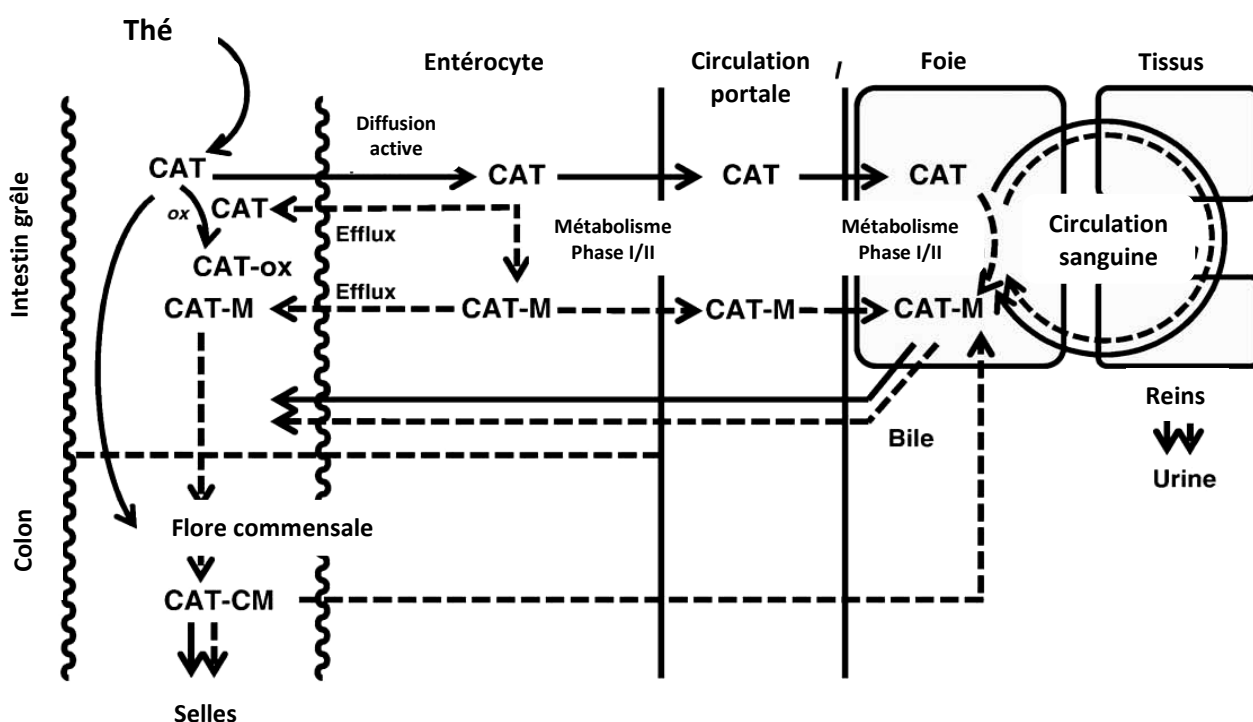 Thé
Entérocyte
Circulation
portale
/
Foie
Tissus
Diffusion
active
CAT
CAT
CAT
CAT
ox
CAT
Efflux
Métabolisme
Phase I/II
Métabolisme
Phase I/II
Circulation
sanguine
CAT-ox
CAT-M
Efflux
CAT-M
CAT-M
CAT-M
Intestin grêle
Bile
Reins
Urine
Colon
Flore commensale
CAT-CM
Selles